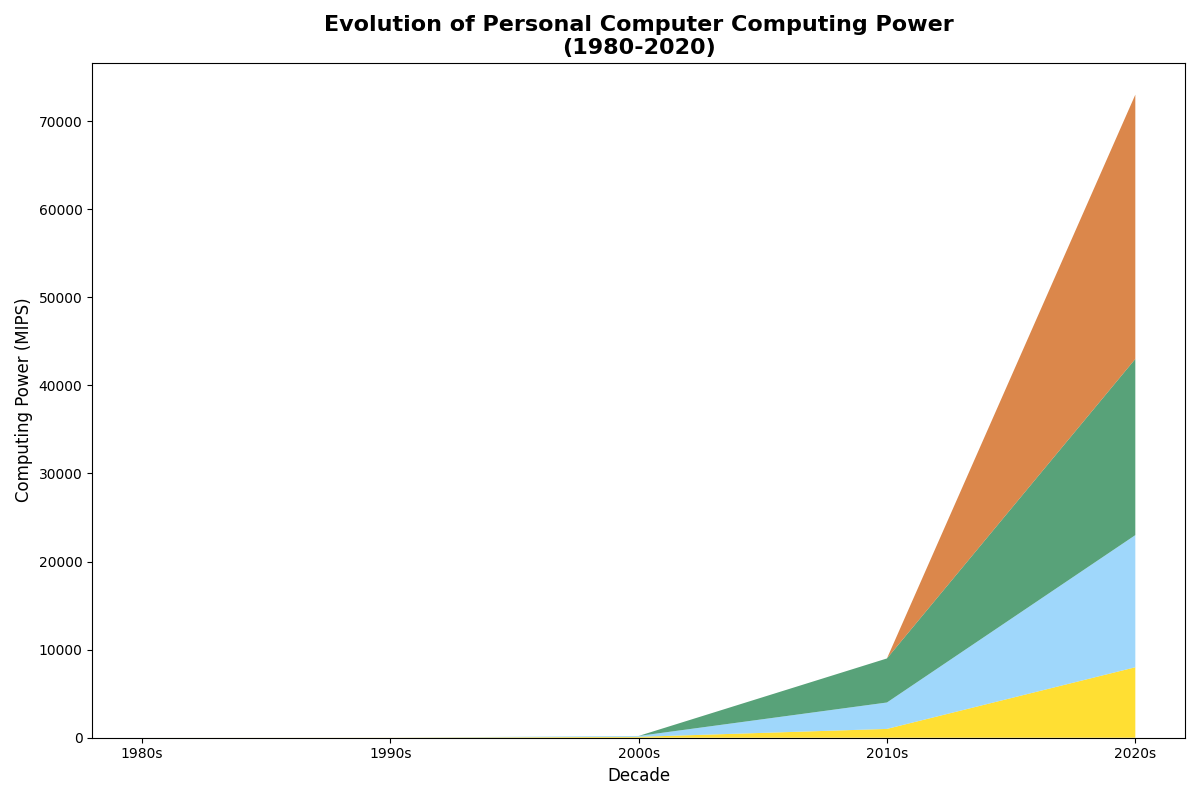 Evolution of Personal Computer Computing Power
(1980-2020)
70000
60000
50000
40000
30000
20000
10000
0
Computing Power (MIPS)
1980s 1990s 2000s 2010s 2020s
Decade